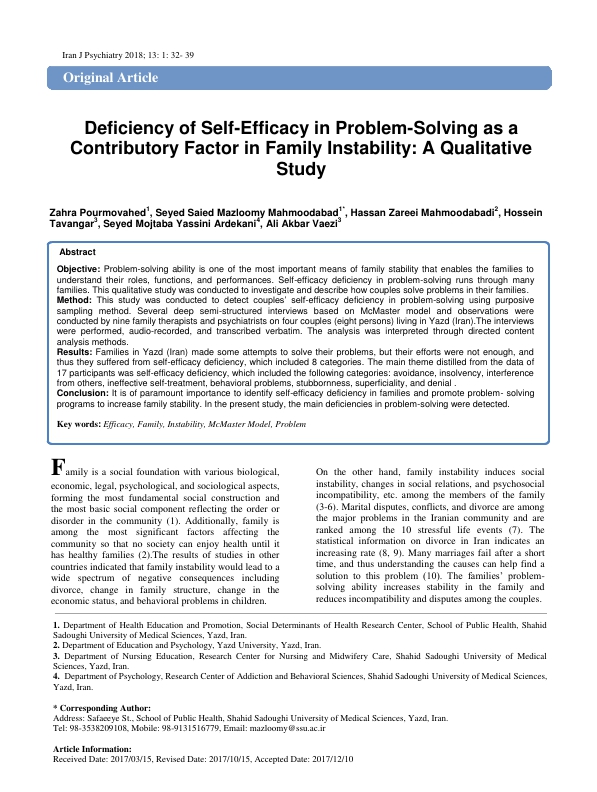 Iran J Psychiatry 2018; 13: 1: 32- 39
Original Article
Deficiency of Self-Efficacy in Problem-Solving as a
Contributory Factor in Family Instability: A Qualitative
Study
Zahra Pourmovahed1, Seyed Saied Mazloomy Mahmoodabad1*, Hassan Zareei Mahmoodabadi2, Hossein
Tavangar3, Seyed Mojtaba Yassini Ardekani4, Ali Akbar Vaezi3
Abstract
Objective: Problem-solving ability is one of the most important means of family stability that enables the families to
understand their roles, functions, and performances. Self-efficacy deficiency in problem-solving runs through many
families. This qualitative study was conducted to investigate and describe how couples solve problems in their families.
Method: This study was conducted to detect couples' self-efficacy deficiency in problem-solving using purposive
sampling method. Several deep semi-structured interviews based on McMaster model and observations were
conducted by nine family therapists and psychiatrists on four couples (eight persons) living in Yazd (Iran).The interviews
were performed, audio-recorded, and transcribed verbatim. The analysis was interpreted through directed content
analysis methods.
Results: Families in Yazd (Iran) made some attempts to solve their problems, but their efforts were not enough, and
thus they suffered from self-efficacy deficiency, which included 8 categories. The main theme distilled from the data of
17 participants was self-efficacy deficiency, which included the following categories: avoidance, insolvency, interference
from others, ineffective self-treatment, behavioral problems, stubbornness, superficiality, and denial .
Conclusion: It is of paramount importance to identify self-efficacy deficiency in families and promote problem- solving
programs to increase family stability. In the present study, the main deficiencies in problem-solving were detected.
Key words: Efficacy, Family, Instability, McMaster Model, Problem
Family is a social foundation with various biological,
economic, legal, psychological, and sociological aspects,
forming the most fundamental social construction and
the most basic social component reflecting the order or
disorder in the community (1). Additionally, family is
among the most significant factors affecting the
community so that no society can enjoy health until it
has healthy families (2).The results of studies in other
countries indicated that family instability would lead to a
wide spectrum of negative consequences including
divorce, change in family structure, change in the
economic status, and behavioral problems in children.
On the other hand, family instability induces social
instability, changes in social relations, and psychosocial
incompatibility, etc. among the members of the family
(3-6). Marital disputes, conflicts, and divorce are among
the major problems in the Iranian community and are
ranked among the 10 stressful life events (7). The
statistical information on divorce in Iran indicates an
increasing rate (8, 9). Many marriages fail after a short
time, and thus understanding the causes can help find a
solution to this problem (10). The families' problem-
solving ability increases stability in the family and
reduces incompatibility and disputes among the couples.
1. Department of Health Education and Promotion, Social Determinants of Health Research Center, School of Public Health, Shahid
Sadoughi University of Medical Sciences, Yazd, Iran.
2. Department of Education and Psychology, Yazd University, Yazd, Iran.
3. Department of Nursing Education, Research Center for Nursing and Midwifery Care, Shahid Sadoughi University of Medical
Sciences, Yazd, Iran.
4. Department of Psychology, Research Center of Addiction and Behavioral Sciences, Shahid Sadoughi University of Medical Sciences,
Yazd, Iran.
* Corresponding Author:
Address: Safaeeye St., School of Public Health, Shahid Sadoughi University of Medical Sciences, Yazd, Iran.
Tel: 98-3538209108, Mobile: 98-9131516779, Email: mazloomy@ssu.ac.ir
Article Information:
Received Date: 2017/03/15, Revised Date: 2017/10/15, Accepted Date: 2017/12/10